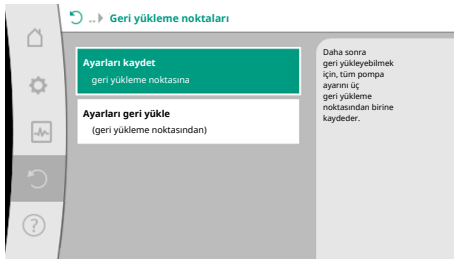 .. Geri yükleme noktaları
Ayarları kaydet
geri yükleme noktasına
Ayarları geri yükle
(geri yükleme noktasından)
Daha sonra
geri yükleyebilmek
için, tüm pompa
ayarını üç
geri yükleme
noktasından birine
kaydeder.
?